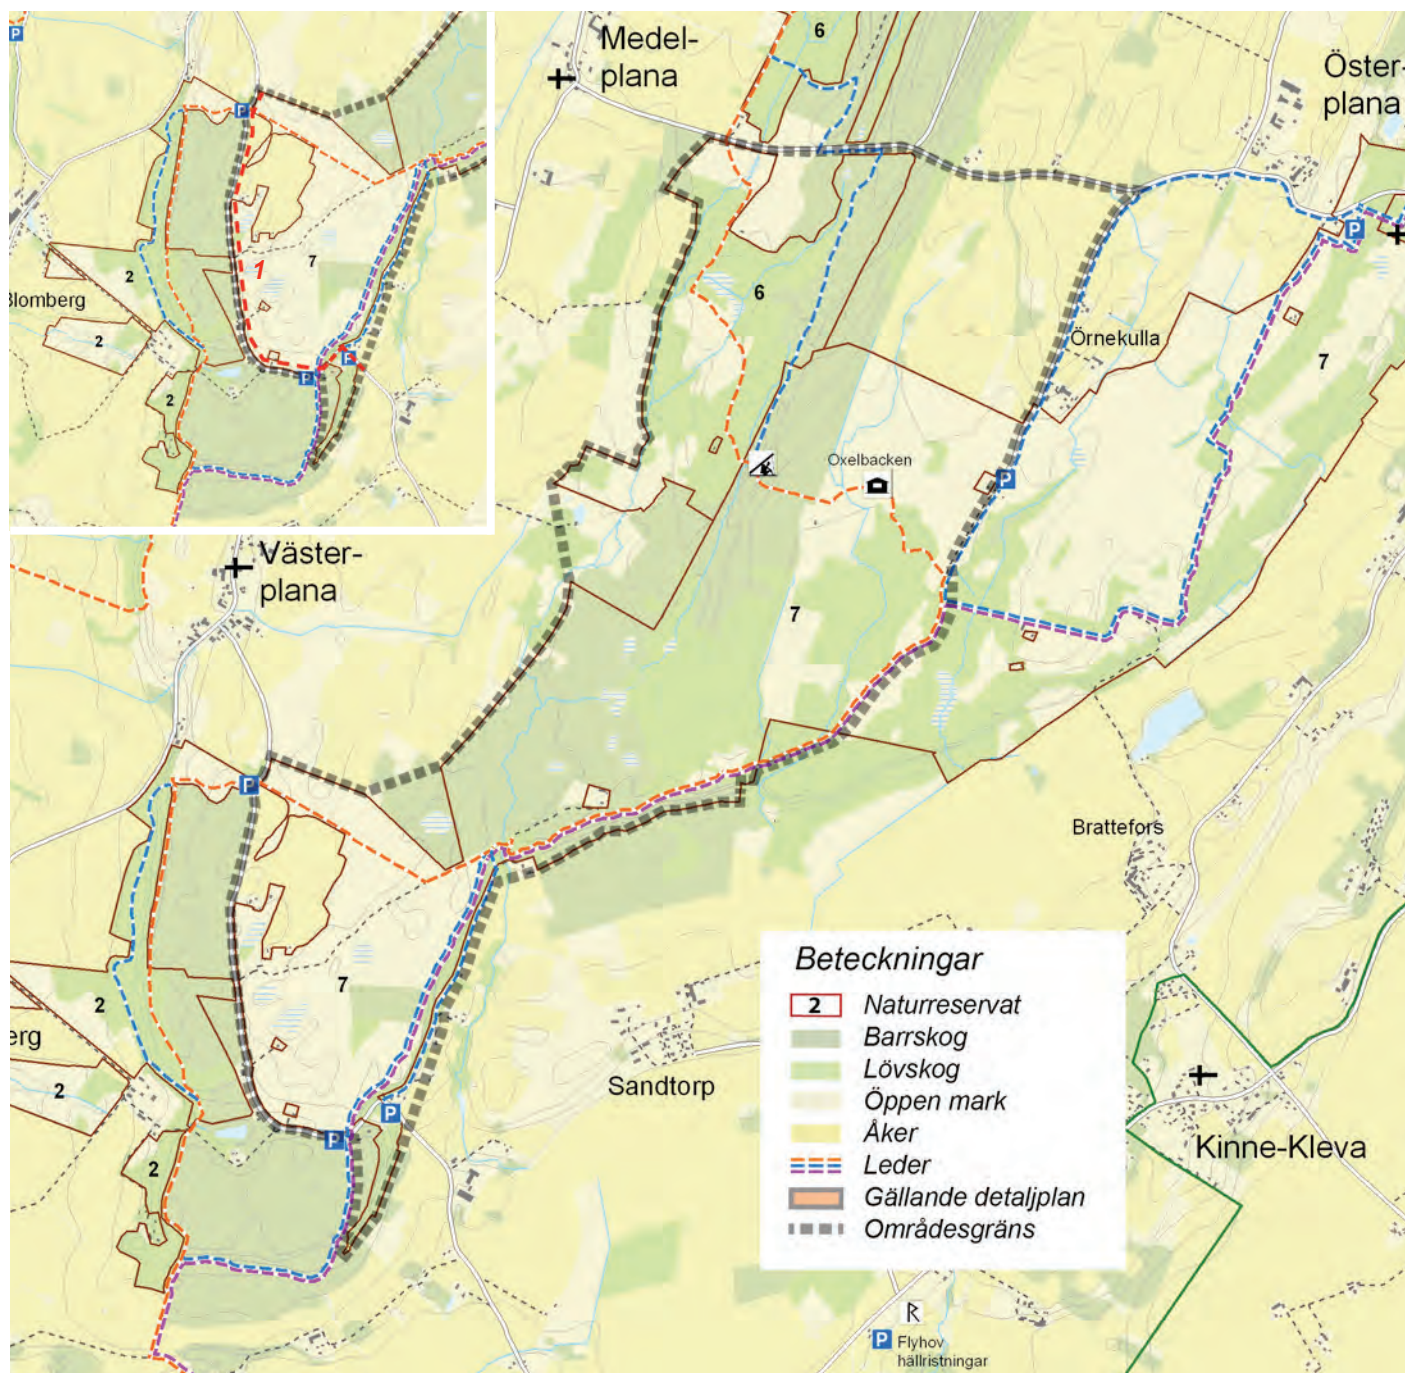 P
P
1
7
2
Blomberg
2
2
P
P
Medel-
plana
6
Öster-
plana
P
6
Örnekulla
7
Oxelbacken
P
Väster-
plana
7
P
Brattefors
7
2
erg
2
2
P
P
Sandtorp
Kinne-Kleva
Beteckningar
2 Naturreservat
Barrskog
Lövskog
Öppen mark
Åker
Leder
Gällande detaljplan
Områdesgräns
R
P Flyhov
hällristningar